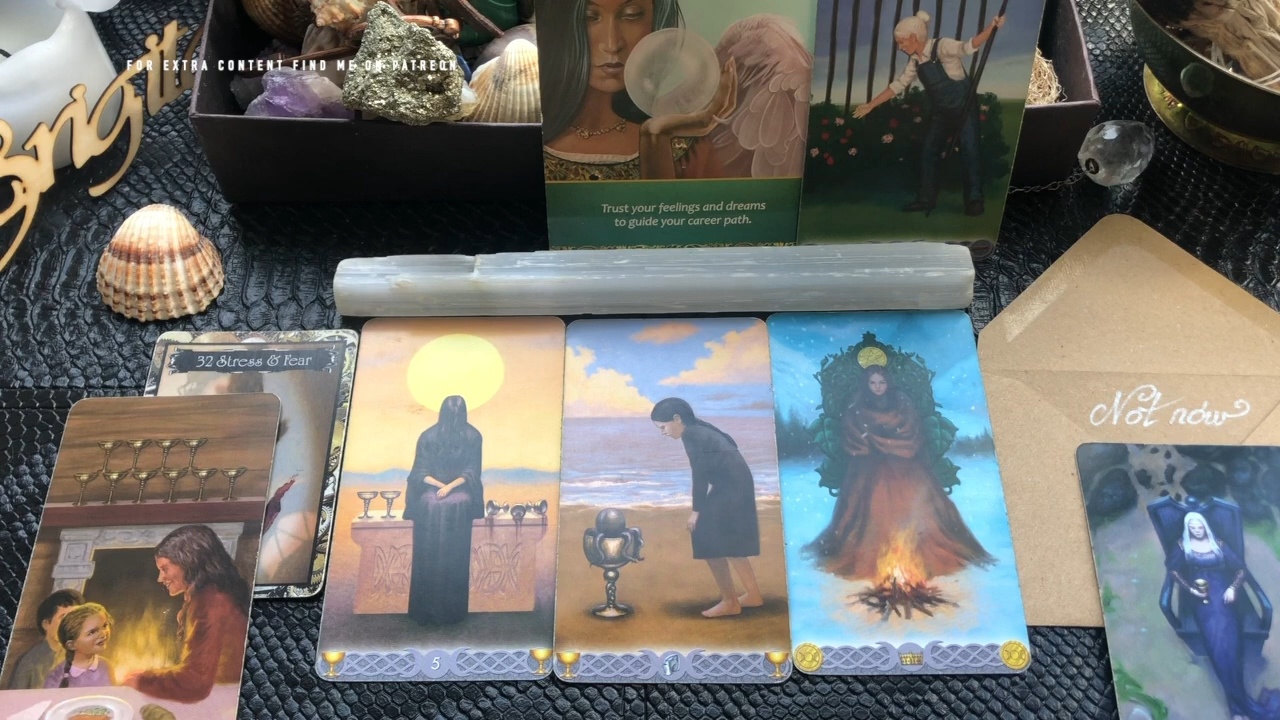 FOR EXTRA CONTENT FIND ME ON PATREON
Brigit
Trust your feelings and dreams
to guide your career path.
32 Stress & Fear
Not now
5